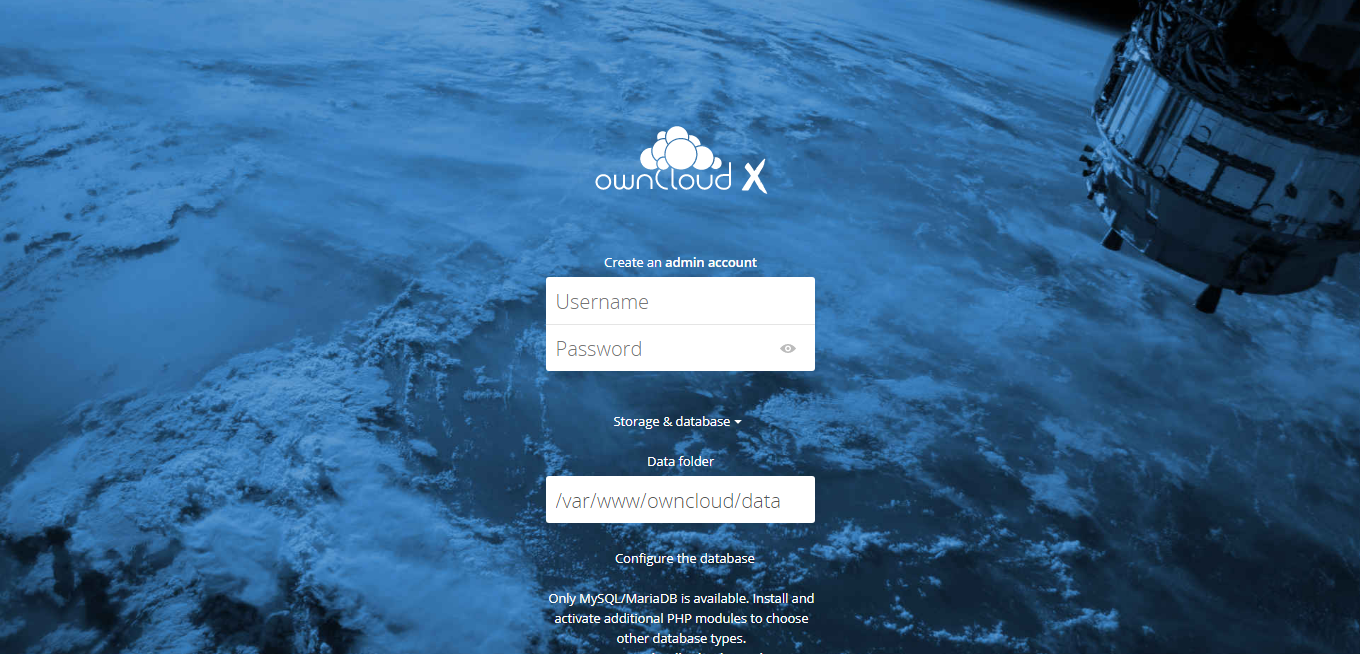 ownCloud X
Create an admin account
Username
Password
Storage & database
Data folder
/var/www/owncloud/data
Configure the database
Only MySQL/MariaDB is available. Install and
activate additional PHP modules to choose
other database types.